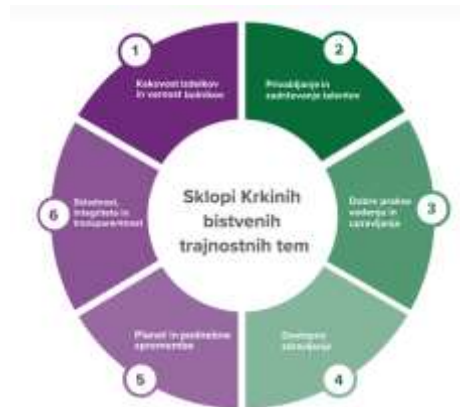 Sklopi Krkinih
bistvenih
trajnostnih tem
1
Kakovost izdelkov
in varnost bolnikov
2
Privabljanje in
zadrževanje talentov
3
Dobre prakse
vodenja in
upravljanja
4
Dostopno
zdravljenje
5
Planet in podnebne
spremembe
6
Skladnost,
integriteta in
transparentnost